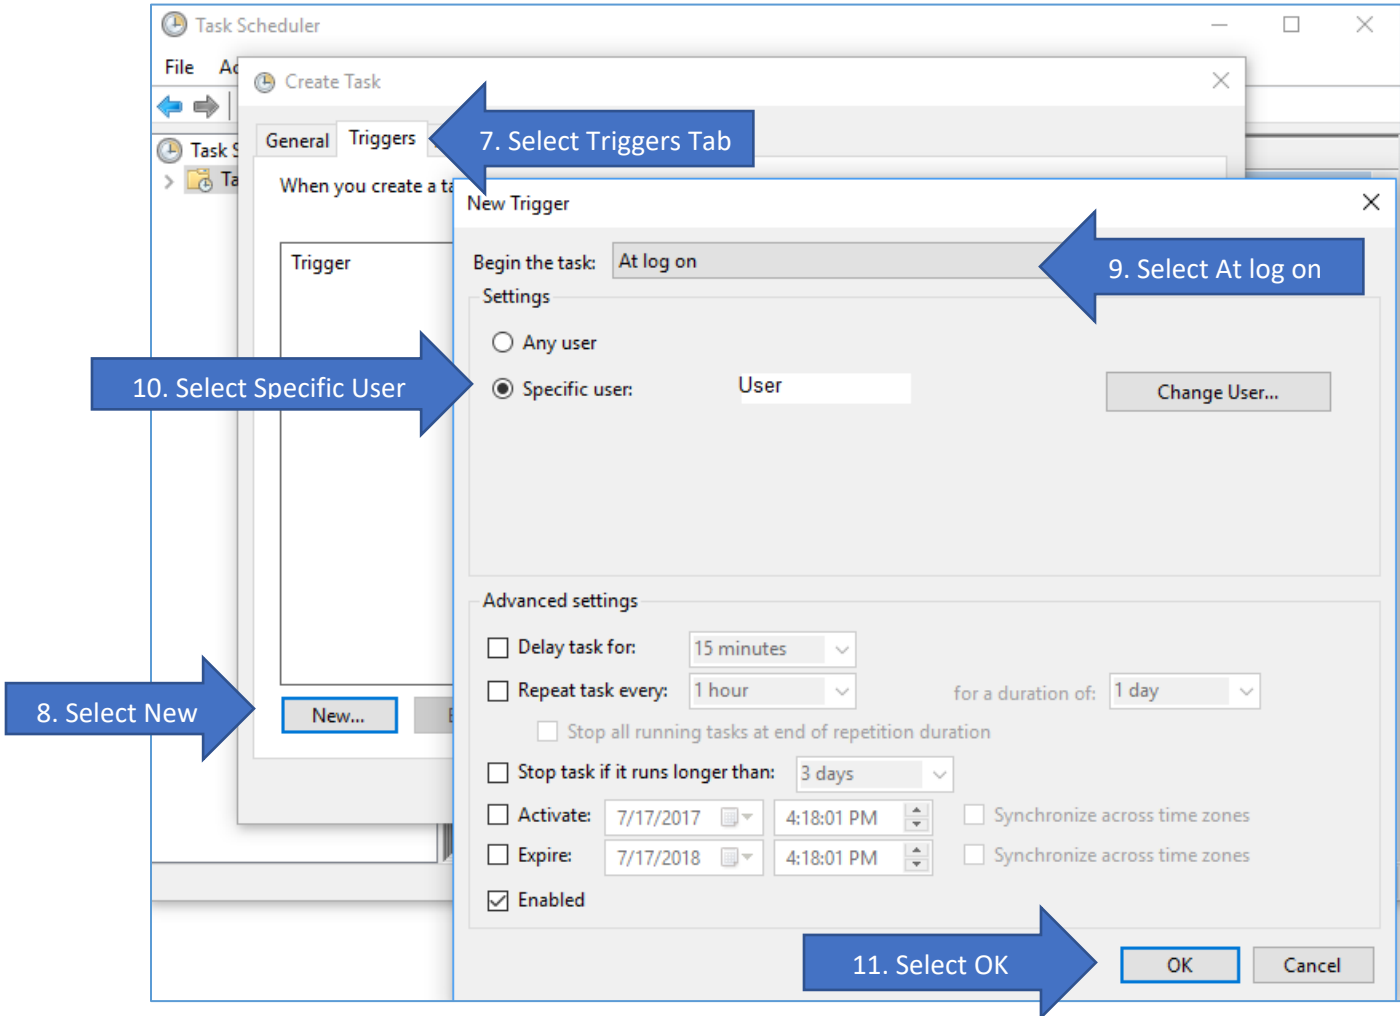 Task Scheduler
File
Create Task
General Triggers
7. Select Triggers Tab
Task
When you create a
New Trigger
Trigger
Begin the task: At log on
9. Select At log on
Settings
Any user
10. Select Specific User
Specific user: User
Change User...
Advanced settings
Delay task for: 15 minutes
Repeat task every: 1 hour for a duration of: 1 day
8. Select New
New...
Stop all running tasks at end of repetition duration
Stop task if it runs longer than: 3 days
Activate: 7/17/2017 4:18:01 PM Synchronize across time zones
Expire: 7/17/2018 4:18:01 PM Synchronize across time zones
Enabled
11. Select OK
OK Cancel